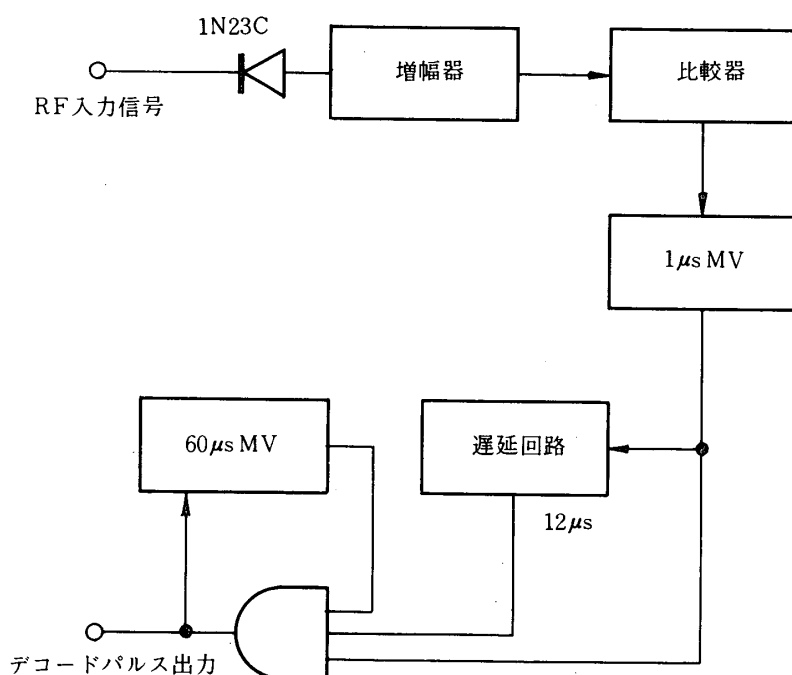 1N23C
RF入力信号
増幅器
比較器
1μs MV
60μs MV
遅延回路
12μs
デコードパルス出力